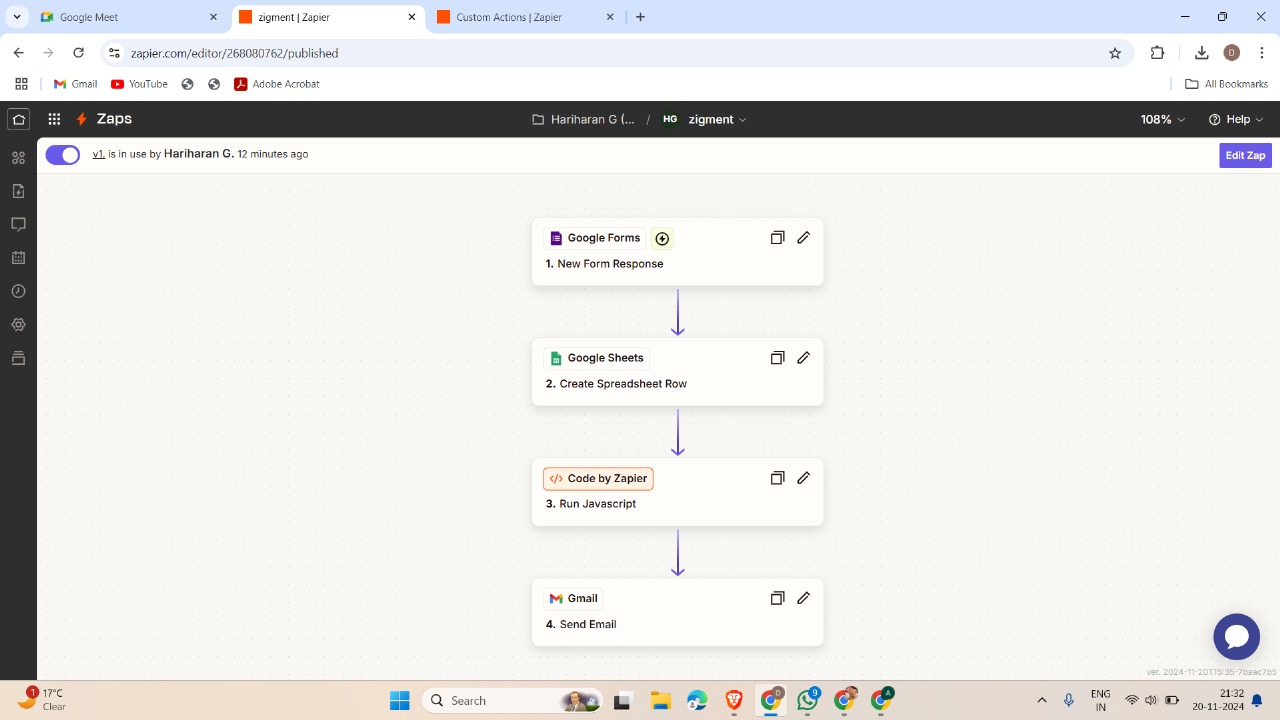 Google Meet
zigment | Zapier
Custom Actions | Zapier
zapier.com/editor/268080762/published
D
Gmail
YouTube
Adobe Acrobat
All Bookmarks
Zaps
Hariharan G (... / HG zigment
108%
Help
v1. is in use by Hariharan G. 12 minutes ago
Edit Zap
Google Forms
1. New Form Response
Google Sheets
2. Create Spreadsheet Row
</> Code by Zapier
3. Run Javascript
Gmail
4. Send Email
ver. 2024-11-20T15:35-7baac7b5
1
17°C
Clear
Search
D
9
A
ENG
IN
21:32
20-11-2024